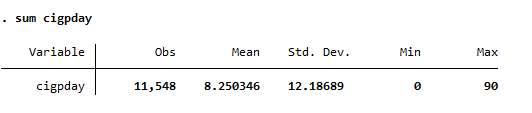 . sum cigpday
Variable Obs Mean Std. Dev. Min Max
cigpday 11,548 8.250346 12.18689 0 90